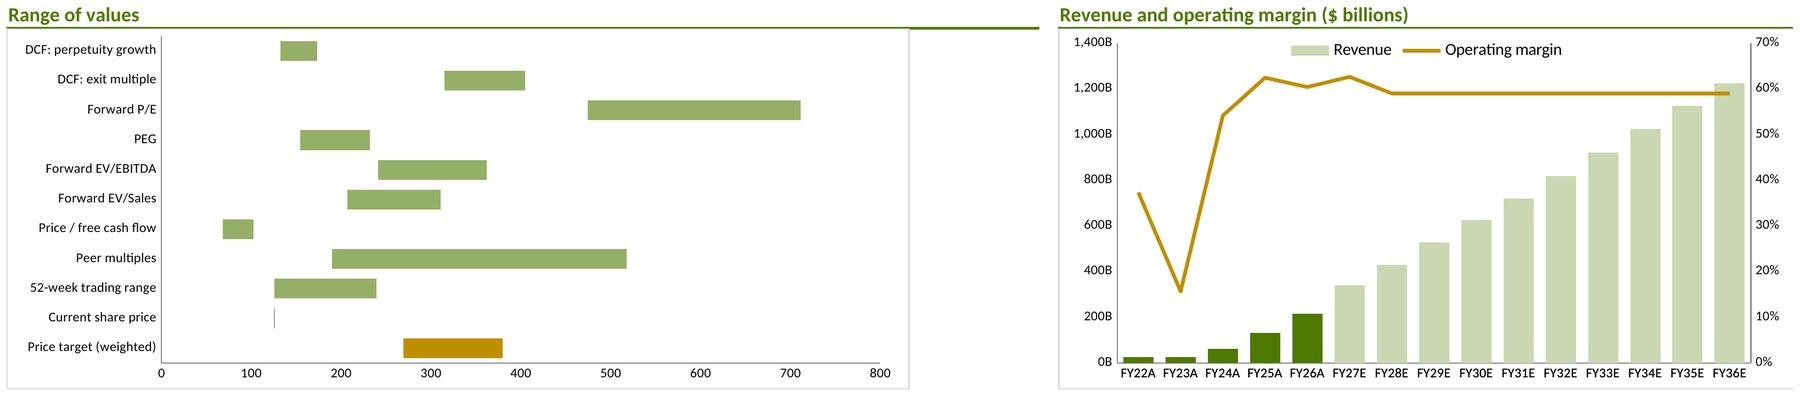 Range of values
DCF: perpetuity growth
DCF: exit multiple
Forward P/E
PEG
Forward EV/EBITDA
Forward EV/Sales
Price / free cash flow
Peer multiples
52-week trading range
Current share price
Price target (weighted)
0 100 200 300 400 500 600 700 800
Revenue and operating margin ($ billions)
Revenue Operating margin
1,400B
1,200B
1,000B
800B
600B
400B
200B
0B
70%
60%
50%
40%
30%
20%
10%
0%
FY22A FY23A FY24A FY25A FY26A FY27E FY28E FY29E FY30E FY31E FY32E FY33E FY34E FY35E FY36E